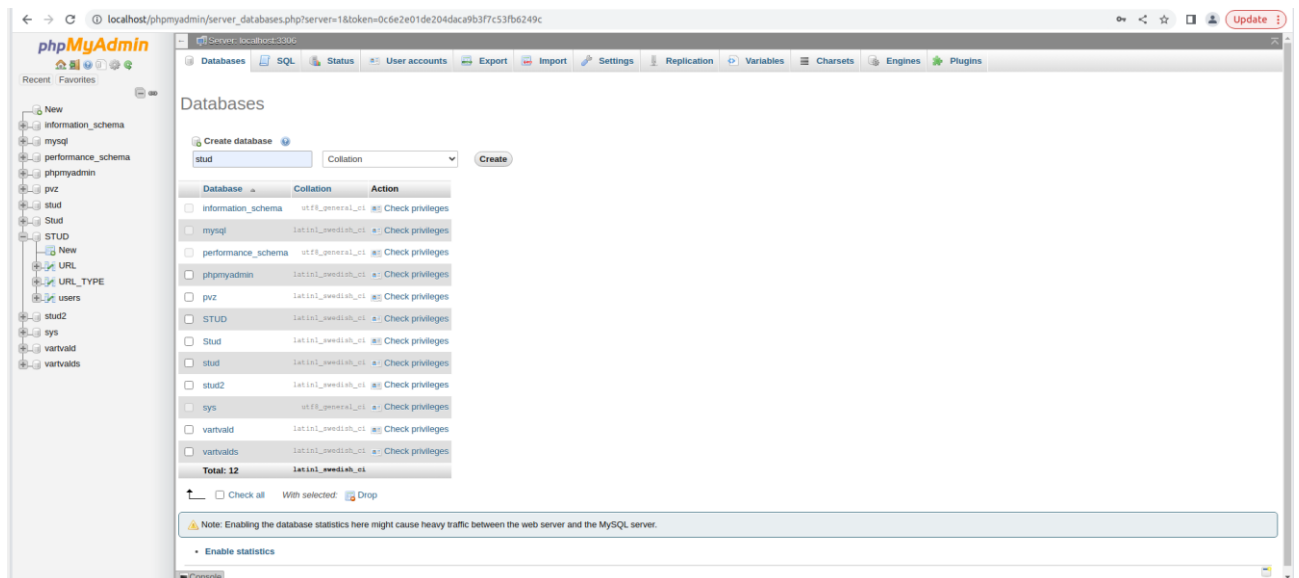 localhost/phpmyadmin/server_databases.php?server=1&token=0c6e2e01de204daca9b3f7c53fb6249c
Update
phpMyAdmin
Recent Favorites
New
information_schema
mysql
performance_schema
phpmyadmin
pvz
stud
Stud
STUD
New
URL
URL_TYPE
users
stud2
sys
vartvald
vartvalds
Server: localhost:3306
Databases SQL Status User accounts Export Import Settings Replication Variables Charsets Engines Plugins
Databases
Create database
stud Collation Create
Database Collation Action
information_schema utf8_general_ci Check privileges
mysql latin1_swedish_ci Check privileges
performance_schema utf8_general_ci Check privileges
phpmyadmin latin1_swedish_ci Check privileges
pvz latin1_swedish_ci Check privileges
STUD latin1_swedish_ci Check privileges
Stud latin1_swedish_ci Check privileges
stud latin1_swedish_ci Check privileges
stud2 latin1_swedish_ci Check privileges
sys utf8_general_ci Check privileges
vartvald latin1_swedish_ci Check privileges
vartvalds latin1_swedish_ci Check privileges
Total: 12 latin1_swedish_ci
Check all With selected: Drop
Note: Enabling the database statistics here might cause heavy traffic between the web server and the MySQL server.
Enable statistics
Console